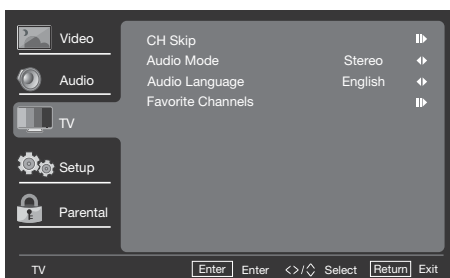 Video
Audio
TV
Setup
Parental
CH Skip
Audio Mode Stereo
Audio Language English
Favorite Channels
TV Enter Enter <>/ Select Return Exit